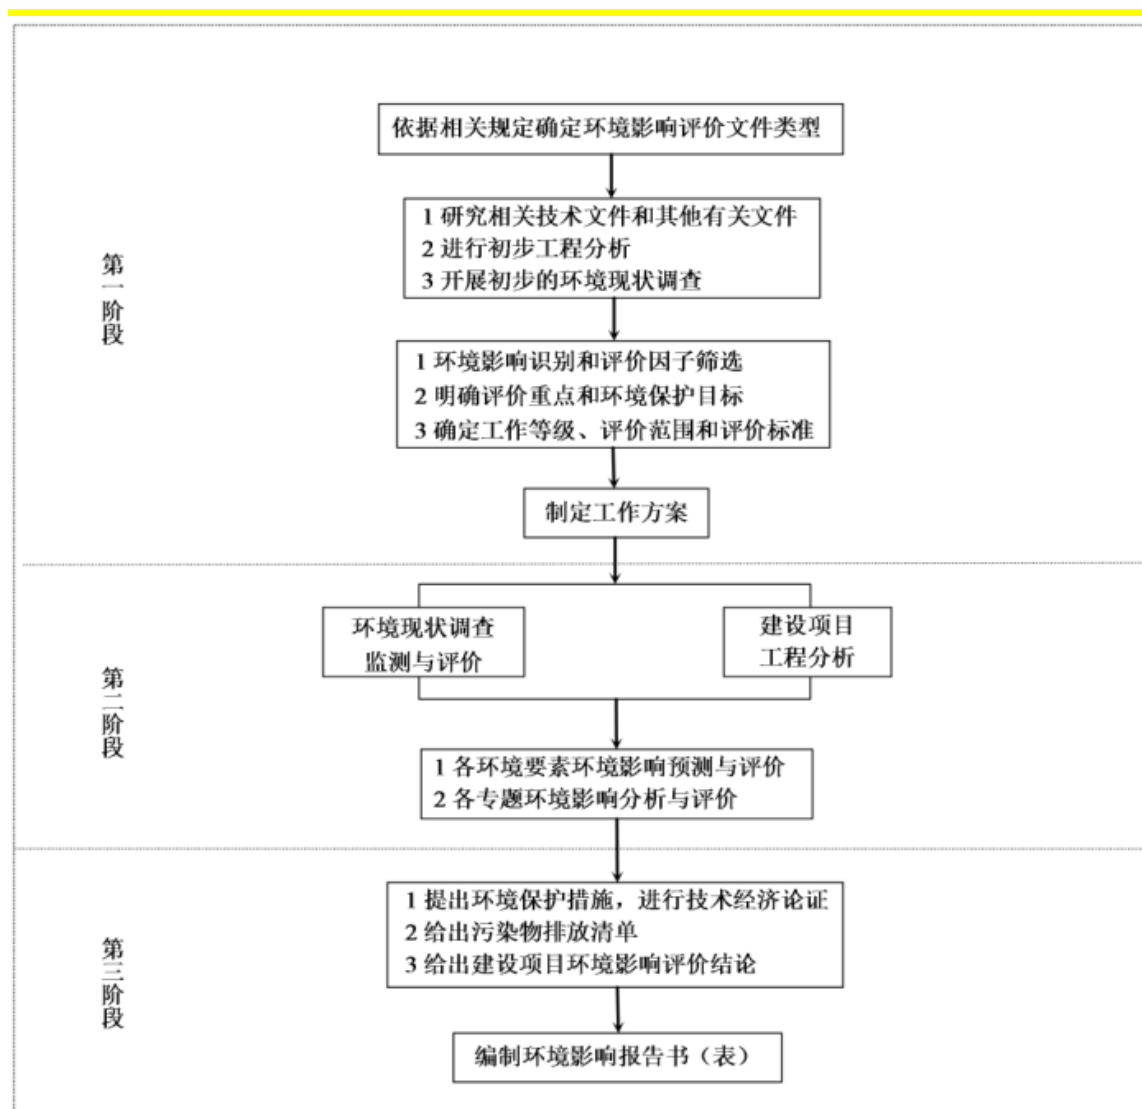 依据相关规定确定环境影响评价文件类型
1 研究相关技术文件和其他有关文件
2 进行初步工程分析
3 开展初步的环境现状调查
第一阶段
1 环境影响识别和评价因子筛选
2 明确评价重点和环境保护目标
3 确定工作等级、评价范围和评价标准
制定工作方案
环境现状调查
监测与评价
建设项目
工程分析
第二阶段
1 各环境要素环境影响预测与评价
2 各专题环境影响分析与评价
1 提出环境保护措施，进行技术经济论证
2 给出污染物排放清单
3 给出建设项目环境影响评价结论
第三阶段
编制环境影响报告书（表）